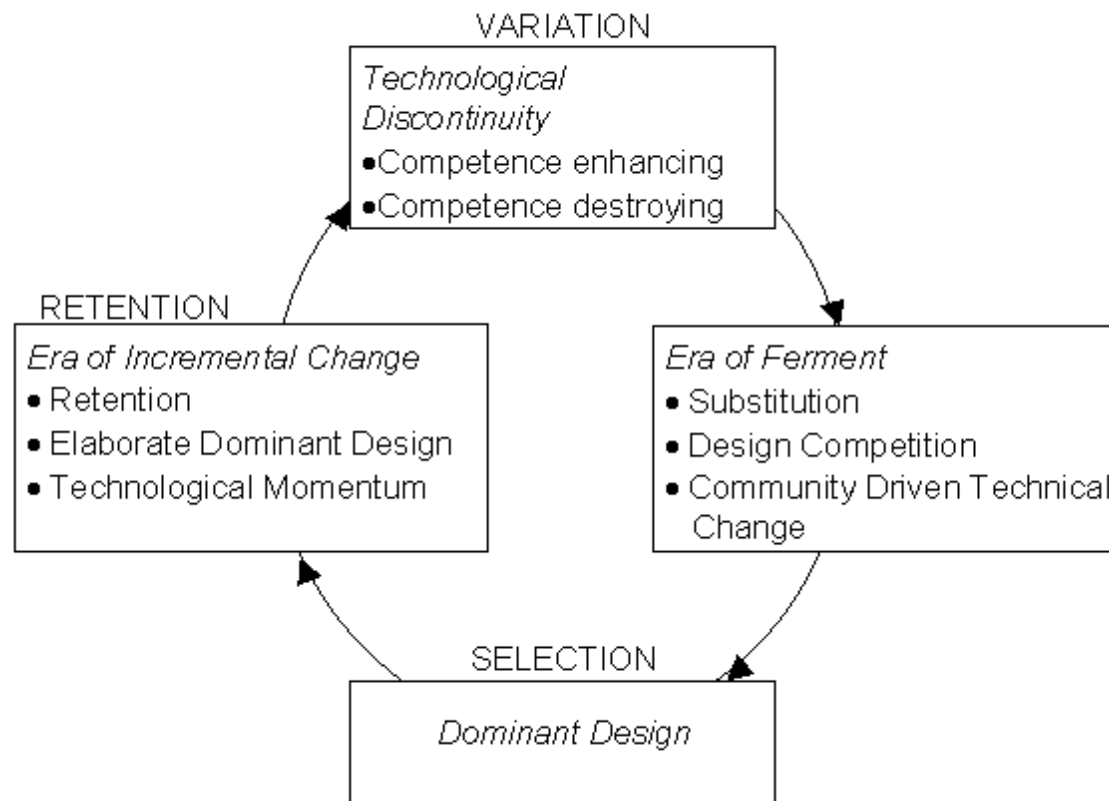 VARIATION
Technological
Discontinuity
•Competence enhancing
•Competence destroying
RETENTION
Era of Incremental Change
• Retention
• Elaborate Dominant Design
• Technological Momentum
Era of Ferment
• Substitution
• Design Competition
• Community Driven Technical
Change
SELECTION
Dominant Design